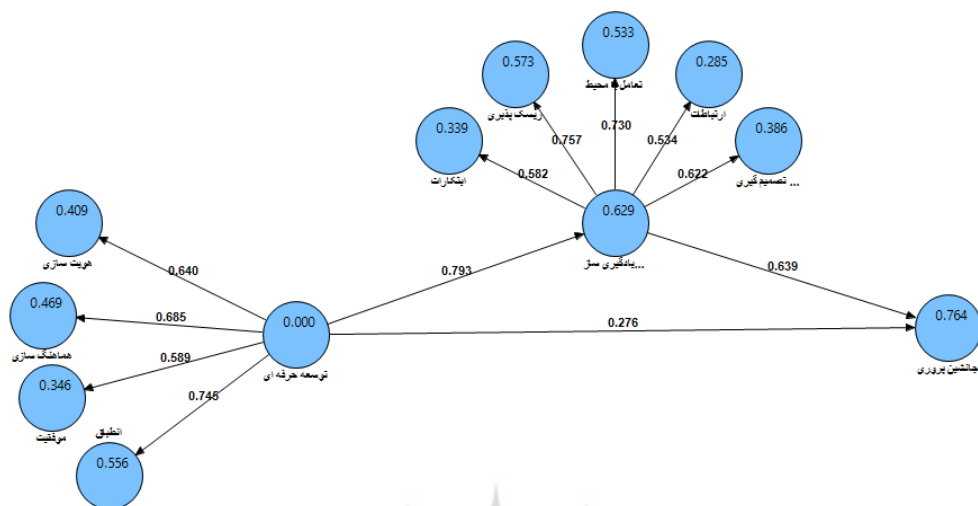 0.533
تعامل با محیط
0.573
ریسک پذیری
0.285
ارتباطات
0.339
ابتکارات
0.386
تصمیم گیری ...
0.757
0.730
0.534
0.582
0.622
0.409
هویت سازی
0.629
یادگیری ساز...
0.640
0.793
0.639
0.469
هماهنگ سازی
0.685
0.000
توسعه حرفه ای
0.276
0.764
جانشین پروری
0.589
0.346
موفقیت
0.745
انطباق
0.556